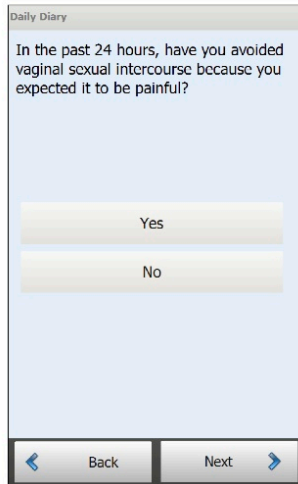 Daily Diary
In the past 24 hours, have you avoided
vaginal sexual intercourse because you
expected it to be painful?
Yes
No
Back
Next